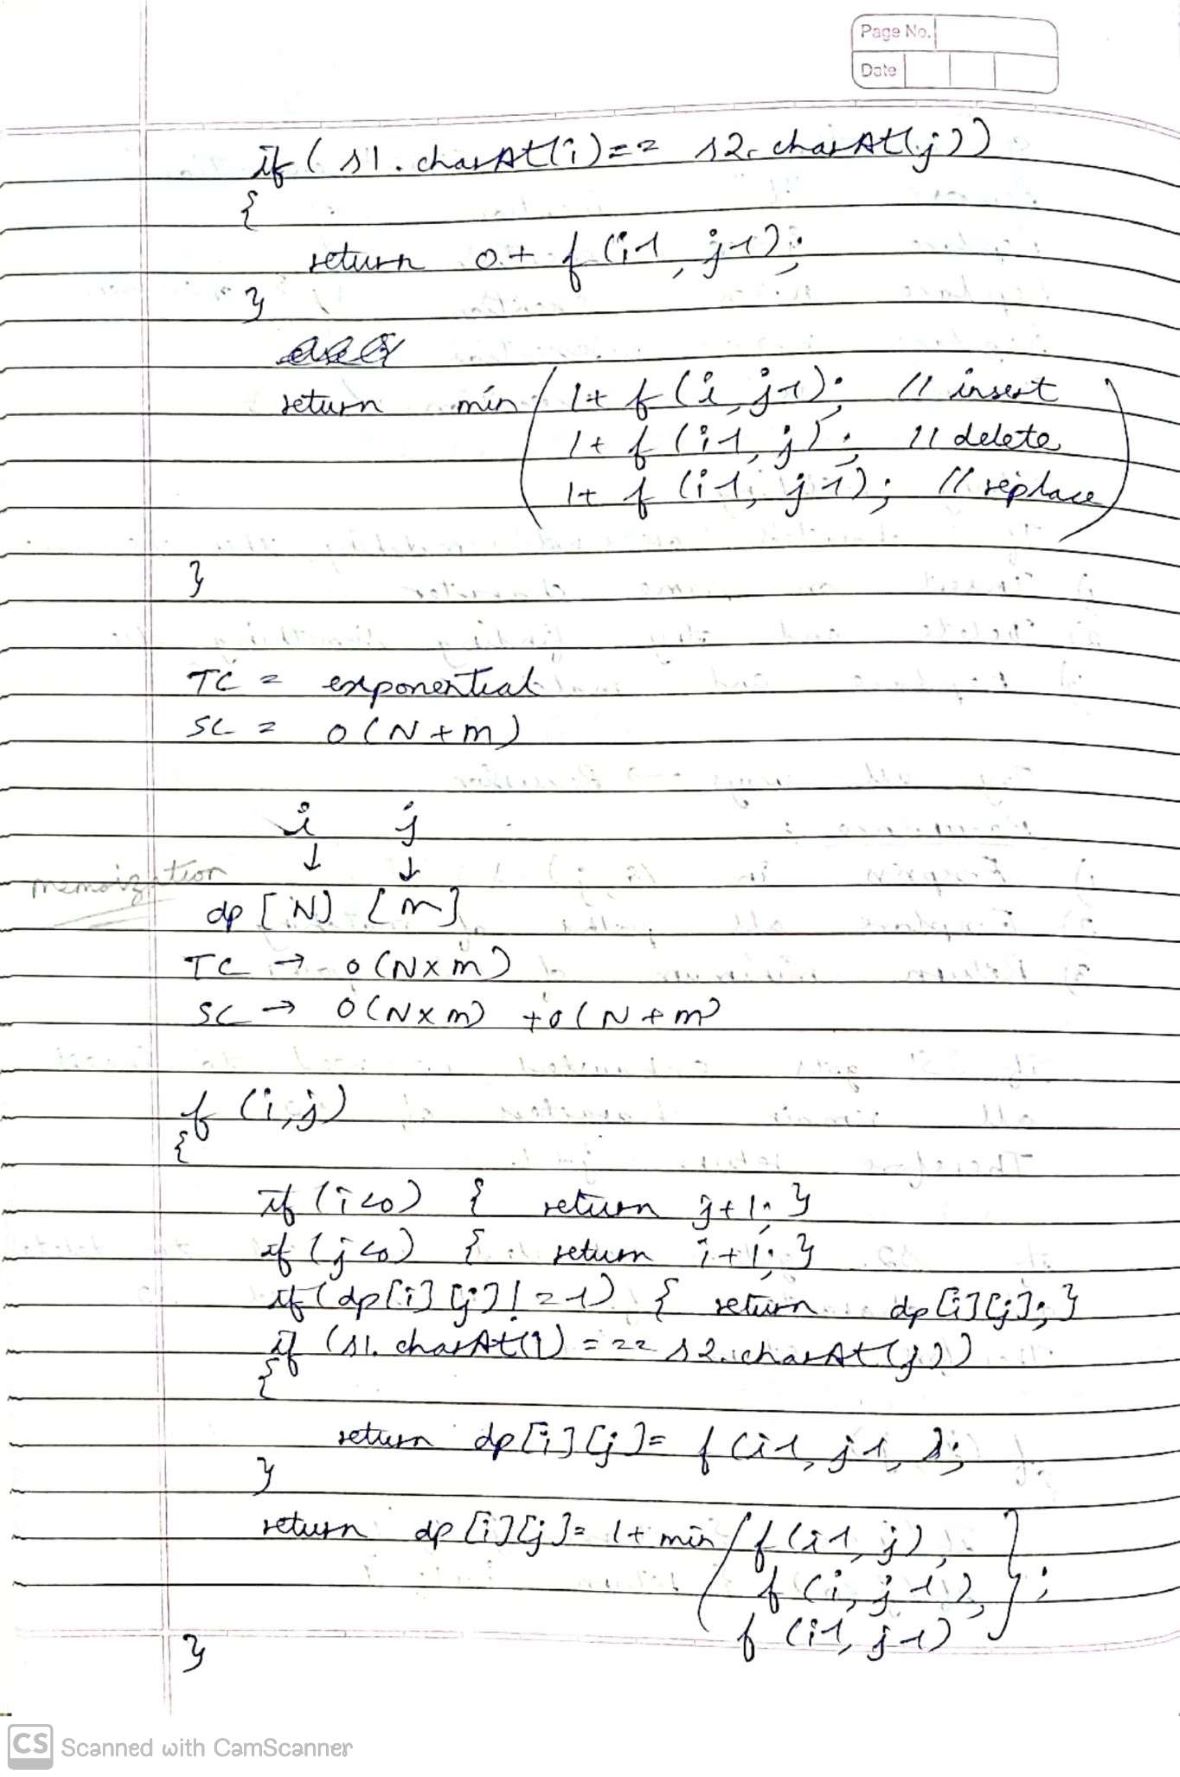 Page No.
Date
if ( s1. charAt(i) == s2. charAt(j))
{
return 0 + f (i-1, j-1);
}
return min ( 1+ f (i, j-1); // insert
1+ f (i-1, j); // delete
1+ f (i-1, j-1); // replace )
}
TC = exponential
SC = O (N + m)
i j
↓ ↓
memoization
dp [N] [m]
TC → O (N x m)
SC → O (N x m) + O (N + m)
f (i, j)
{
if (i<0) { return j+1; }
if (j<0) { return i+1; }
if (dp[i][j] != -1) { return dp[i][j]; }
if (s1. charAt(i) == s2. charAt(j))
{
return dp[i][j] = f (i-1, j-1, );
}
return dp[i][j] = 1+ min ( f (i-1, j),
f (i, j-1),
f (i-1, j-1) );
}
CS Scanned with CamScanner